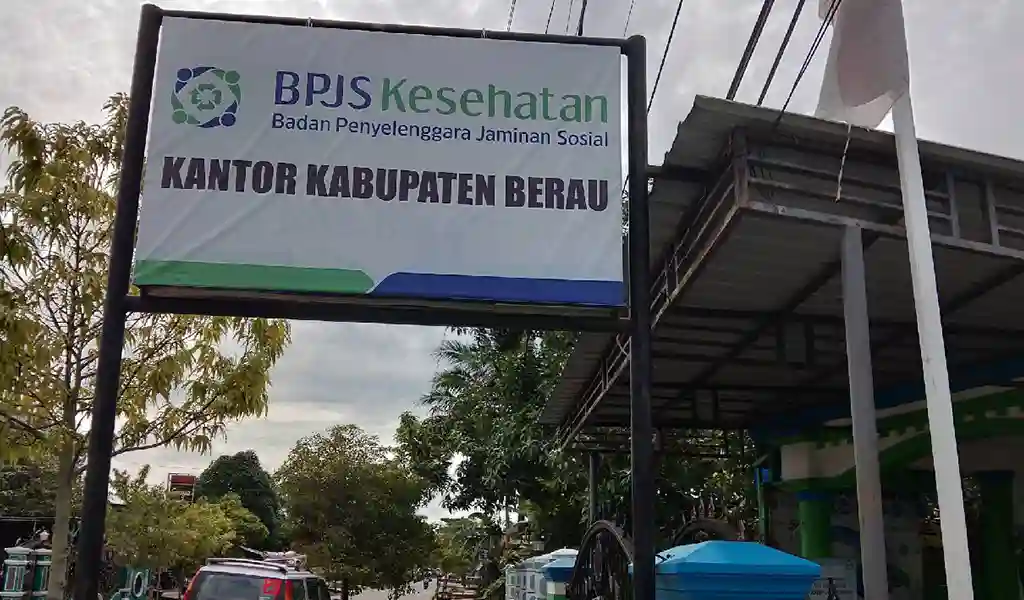 BPJS Kesehatan
Badan Penyelenggara Jaminan Sosial
KANTOR KABUPATEN BERAU